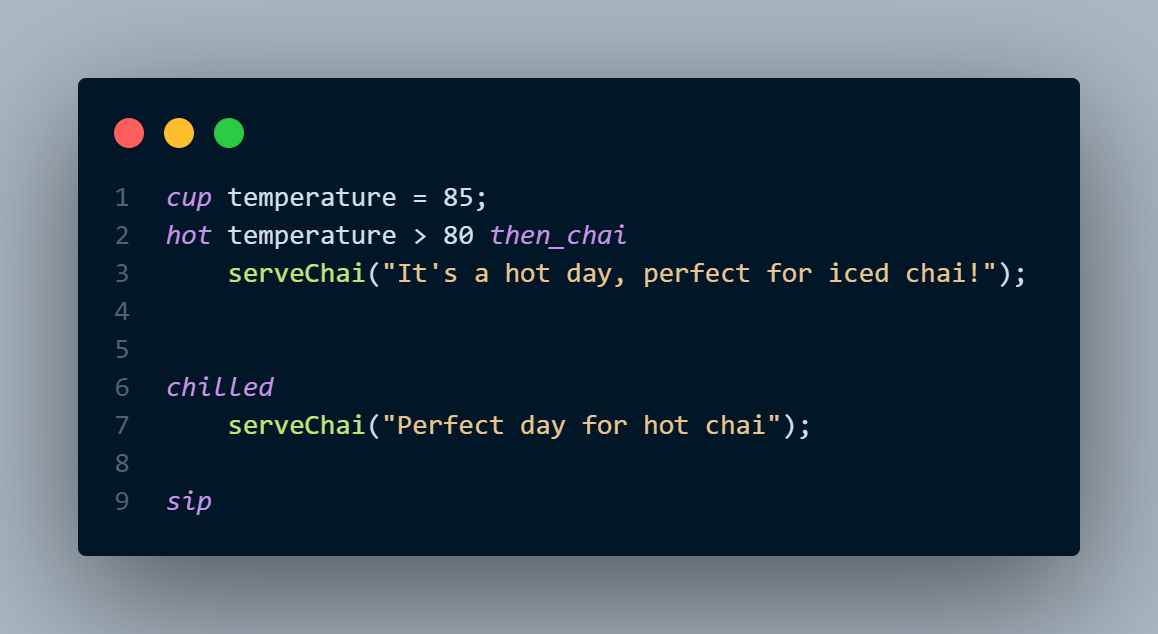 1 cup temperature = 85;
2 hot temperature > 80 then_chai
3     serveChai("It's a hot day, perfect for iced chai!");
4
5
6 chilled
7     serveChai("Perfect day for hot chai");
8
9 sip